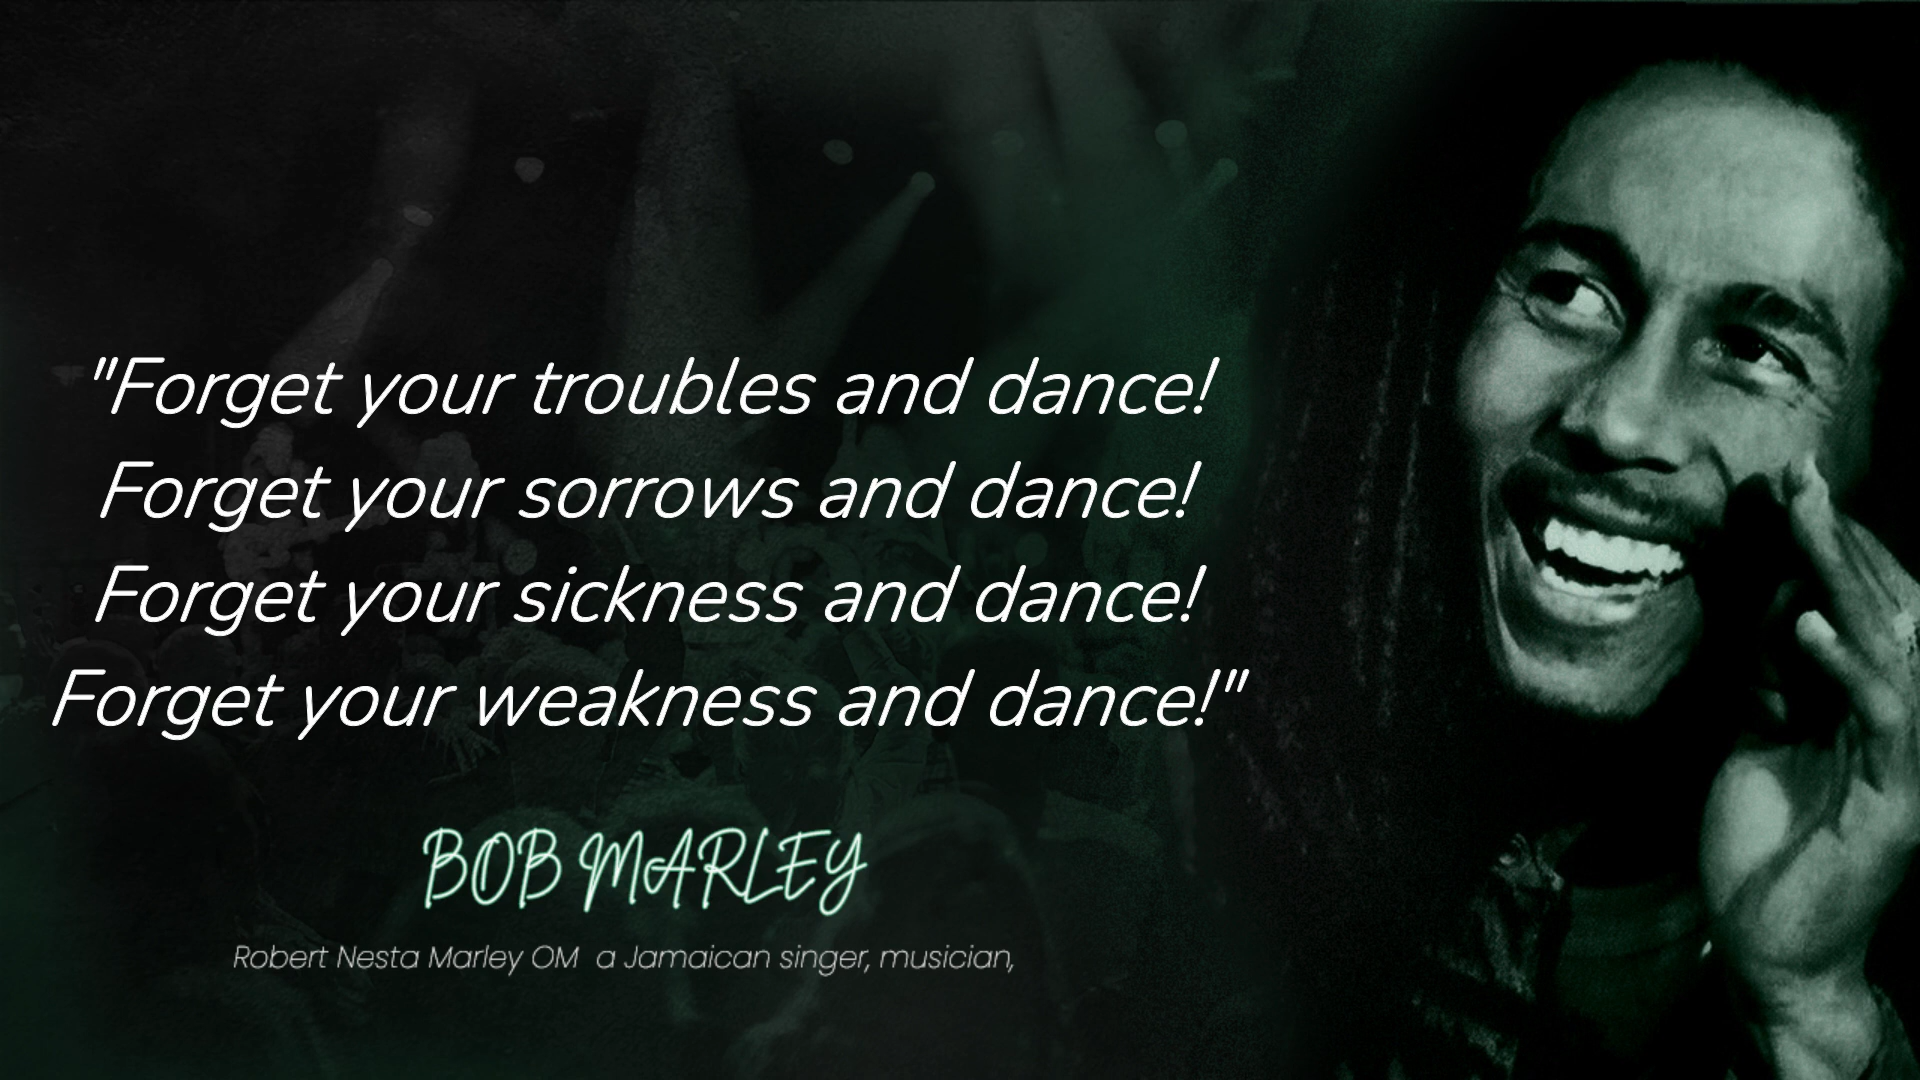 "Forget your troubles and dance!
Forget your sorrows and dance!
Forget your sickness and dance!
Forget your weakness and dance!"
BOB MARLEY
Robert Nesta Marley OM a Jamaican singer, musician,